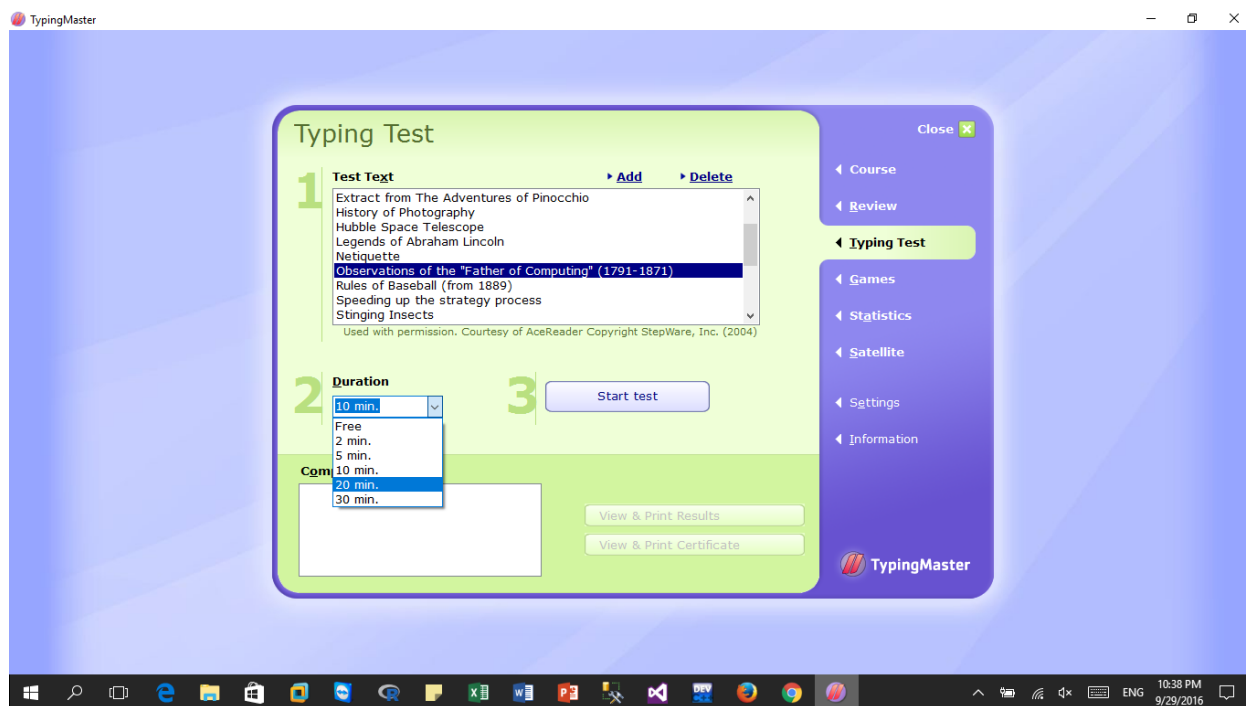 TypingMaster
Typing Test
Close
1
Test Text
Add
Delete
Extract from The Adventures of Pinocchio
History of Photography
Hubble Space Telescope
Legends of Abraham Lincoln
Netiquette
Observations of the "Father of Computing" (1791-1871)
Rules of Baseball (from 1889)
Speeding up the strategy process
Stinging Insects
Used with permission. Courtesy of AceReader Copyright StepWare, Inc. (2004)
2
Duration
10 min.
Free
2 min.
5 min.
10 min.
20 min.
30 min.
3
Start test
Comp
View & Print Results
View & Print Certificate
Course
Review
Typing Test
Games
Statistics
Satellite
Settings
Information
TypingMaster
DEV
ENG
10:38 PM
9/29/2016